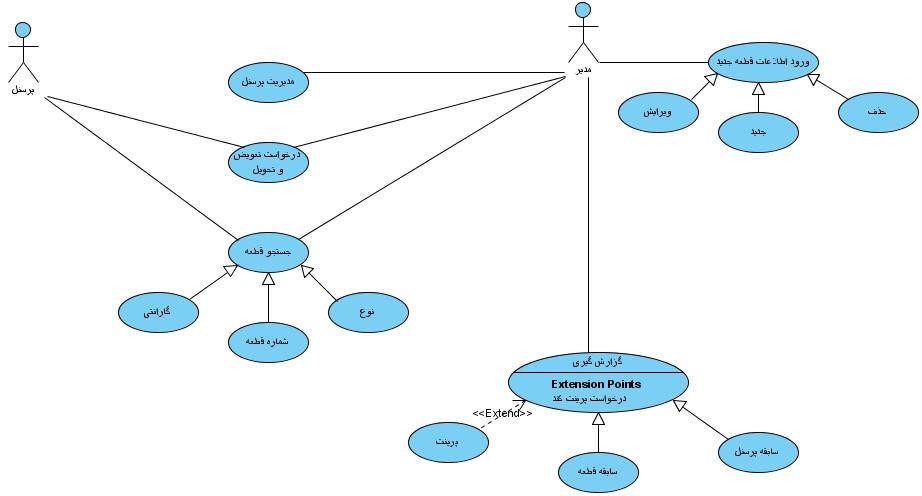 پرسنل
مدیر
مدیریت پرسنل
ورود اطلاعات قطعه جدید
ویرایش
جدید
حذف
درخواست تعویض
و تحویل
جستجو قطعه
گارانتی
شماره قطعه
نوع
گزارش گیری
Extension Points
درخواست پرینت کند
<<Extend>>
پرینت
سابقه قطعه
سابقه پرسنل